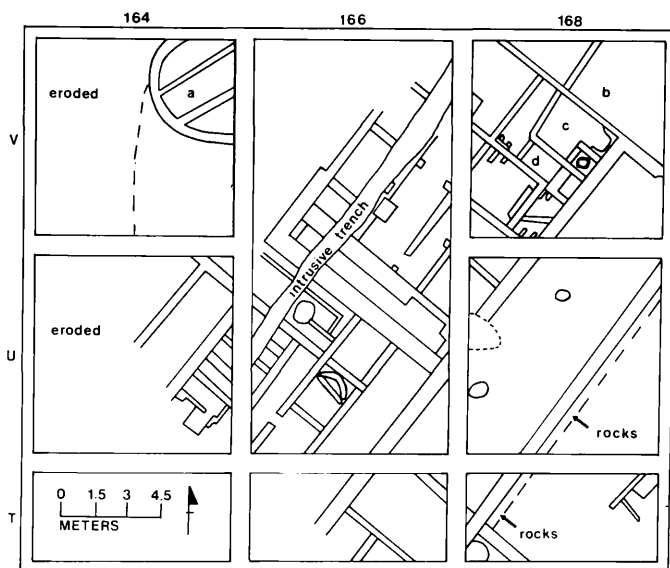 164 166 168
V
eroded
a
b
c
d
intrusive trench
U
eroded
rocks
T
0 1.5 3 4.5
METERS
rocks